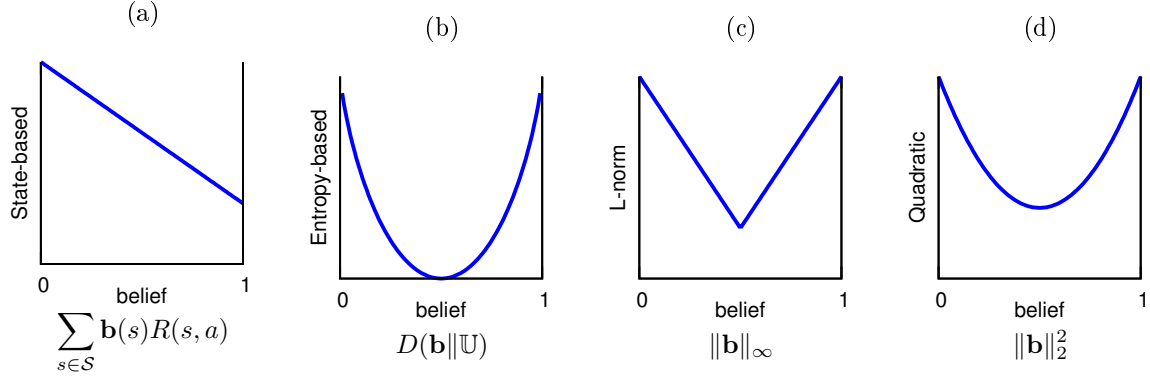 (a)
State-based
0 1
belief
∑_{s∈𝒮} 𝐛(s)R(s, a)
(b)
Entropy-based
0 1
belief
D(𝐛‖𝕌)
(c)
L-norm
0 1
belief
‖𝐛‖_∞
(d)
Quadratic
0 1
belief
‖𝐛‖₂²